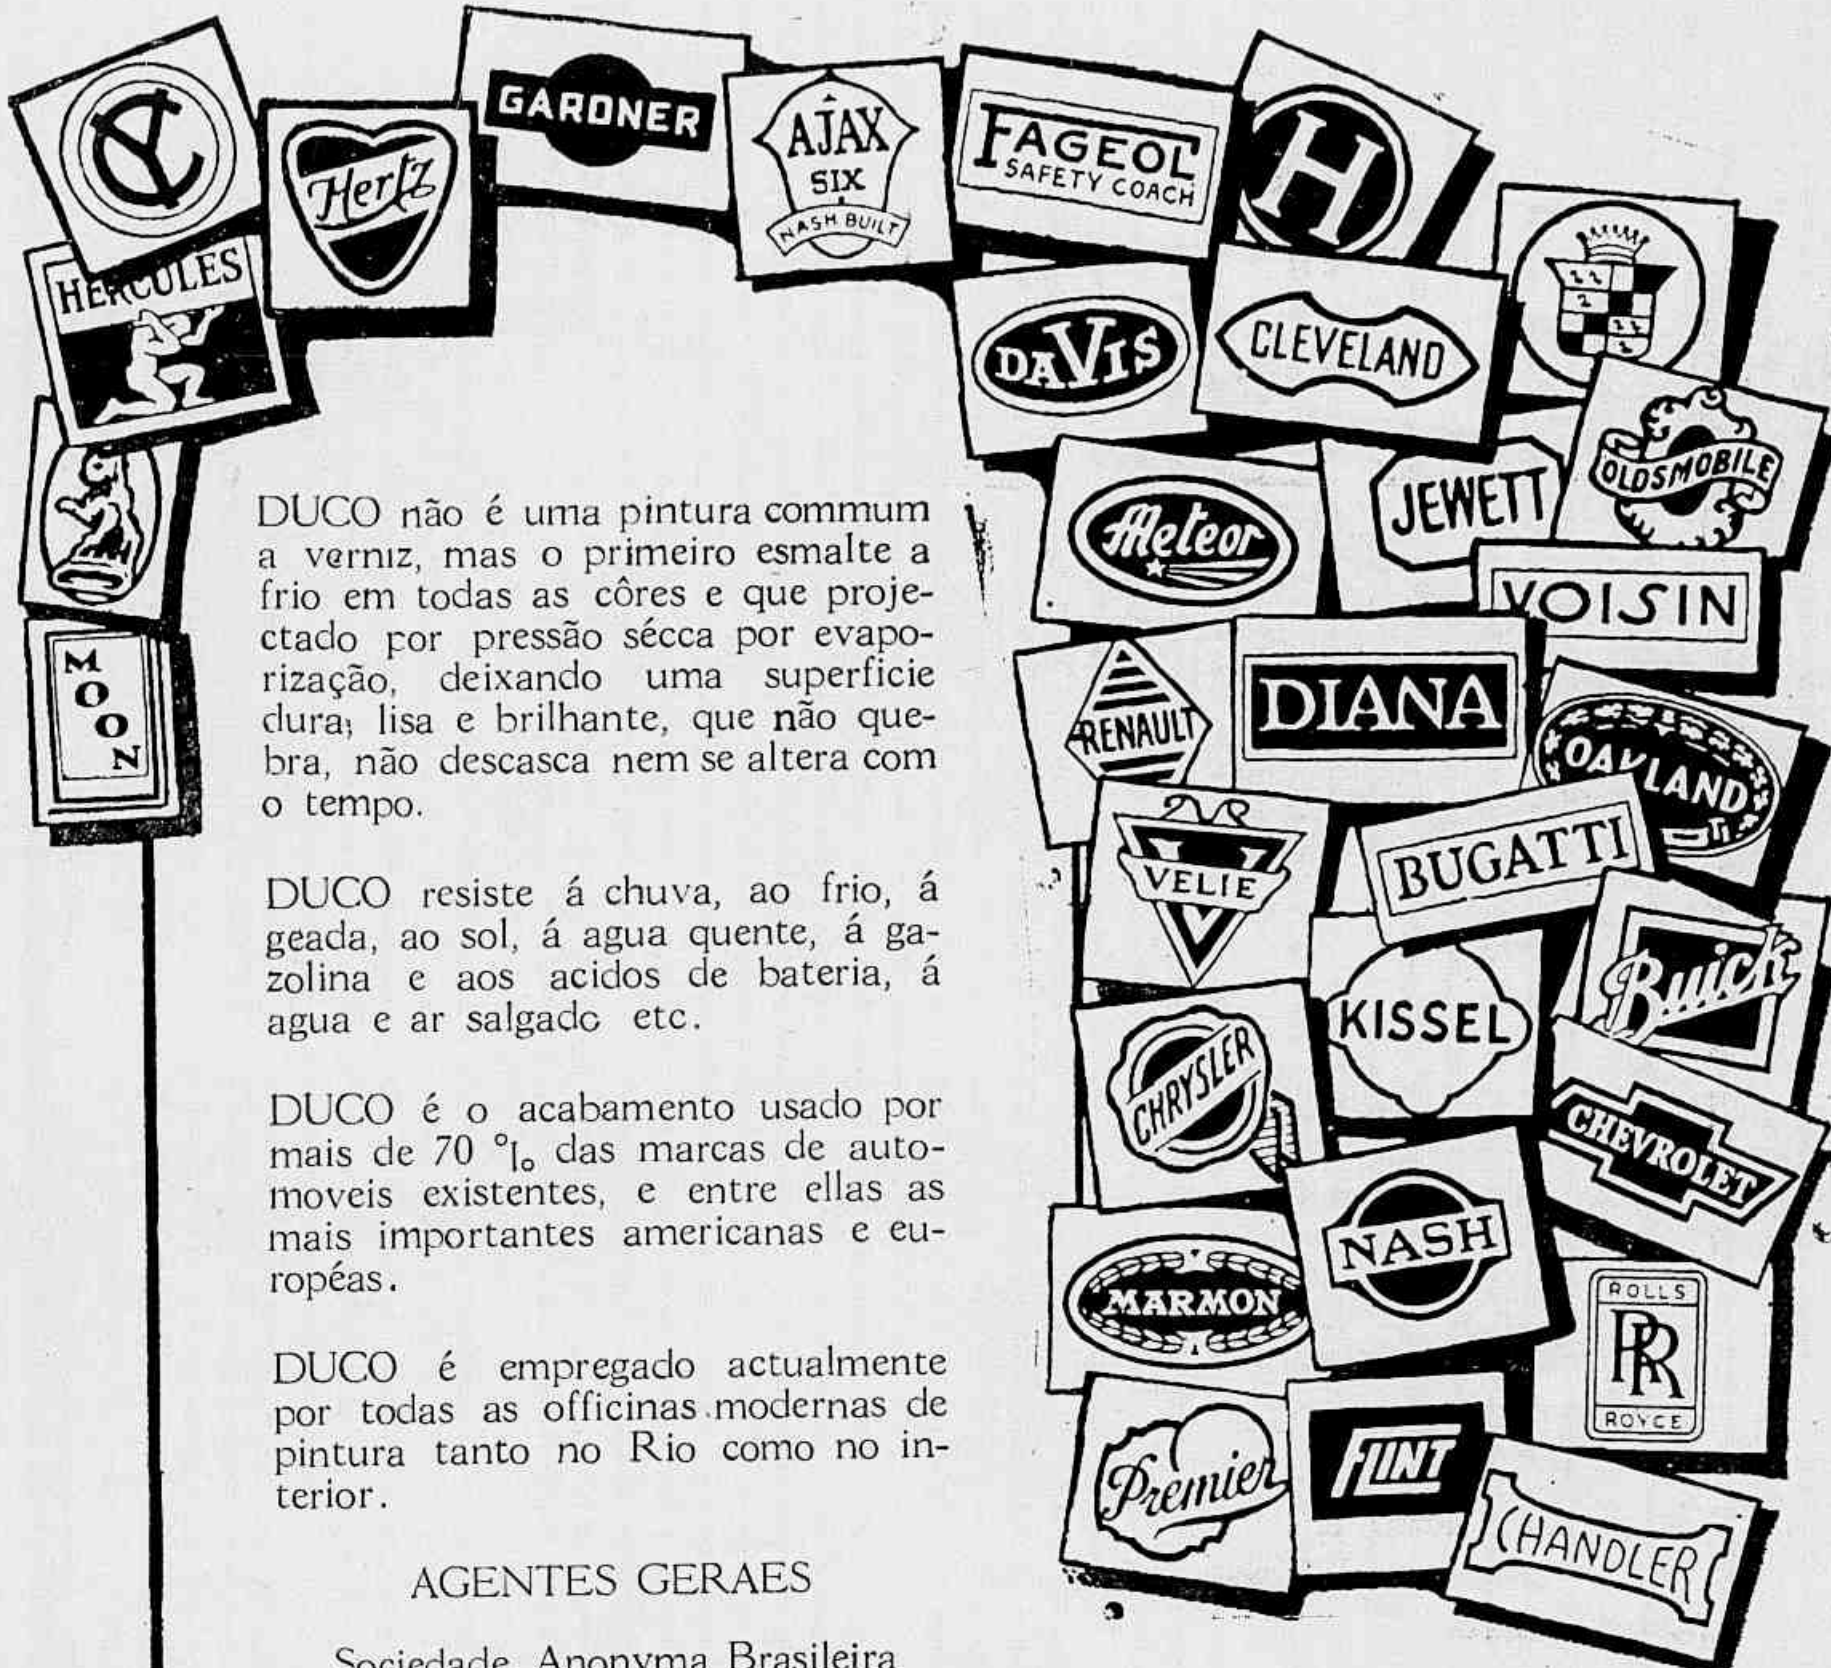 GARDNER
Hertz
AJAX
SIX
NASH BUILT
FAGEOL
SAFETY COACH
H
HERCULES
DAVIS
CLEVELAND
OLDSMOBILE
Meteor
JEWETT
VOISIN
MOON
RENAULT
DIANA
OAKLAND
VELIE
BUGATTI
Buick
KISSEL
CHRYSLER
CHEVROLET
NASH
MARMON
ROLLS
RR
ROYCE
Premier
FLINT
CHANDLER
DUCO não é uma pintura commum
a verniz, mas o primeiro esmalte a
frio em todas as côres e que proje-
ctado por pressão sécca por evapo-
rização, deixando uma superficie
dura; lisa e brilhante, que não que-
bra, não descasca nem se altera com
o tempo.
DUCO resiste á chuva, ao frio, á
geada, ao sol, á agua quente, á ga-
zolina e aos acidos de bateria, á
agua e ar salgado etc.
DUCO é o acabamento usado por
mais de 70 % das marcas de auto-
moveis existentes, e entre ellas as
mais importantes americanas e eu-
ropéas.
DUCO é empregado actualmente
por todas as officinas modernas de
pintura tanto no Rio como no in-
terior.
AGENTES GERAES
Sociedade Anonyma Brasileira